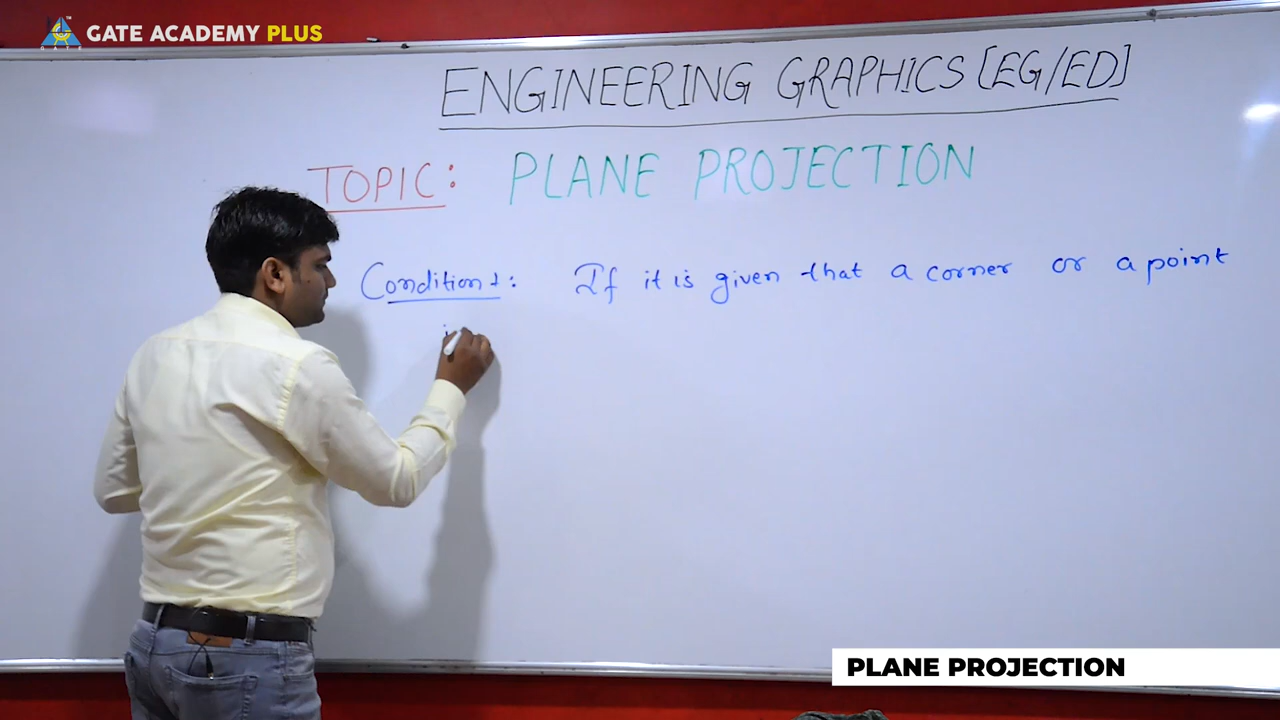 GATE ACADEMY PLUS
ENGINEERING GRAPHICS [EG/ED]
TOPIC: PLANE PROJECTION
Condition 1: If it is given that a corner or a point
PLANE PROJECTION